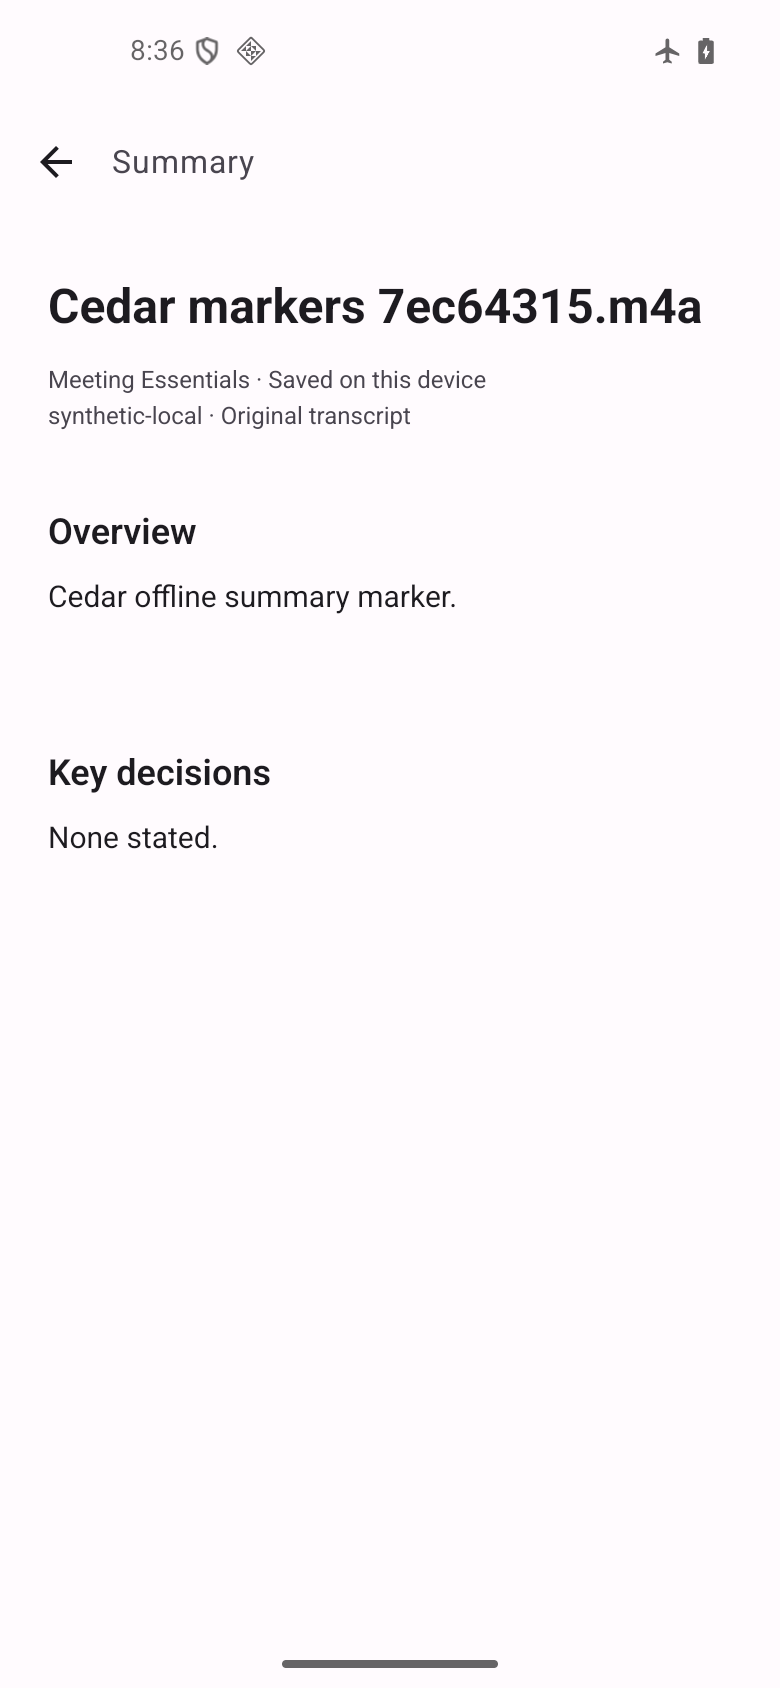 8:36
Summary
Cedar markers 7ec64315.m4a
Meeting Essentials · Saved on this device
synthetic-local · Original transcript
Overview
Cedar offline summary marker.
Key decisions
None stated.